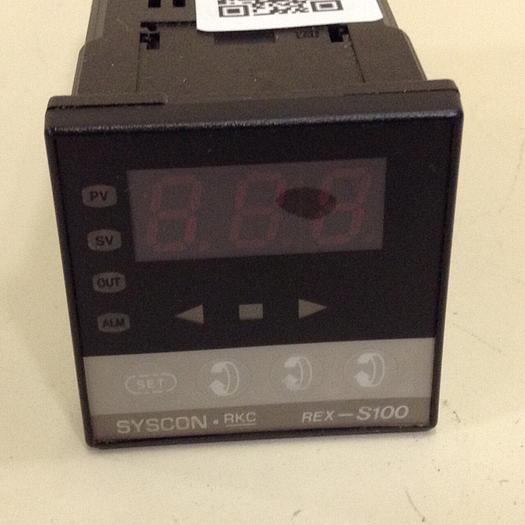 PV
SV
OUT
ALM
SET
SYSCON • RKC
REX-S100